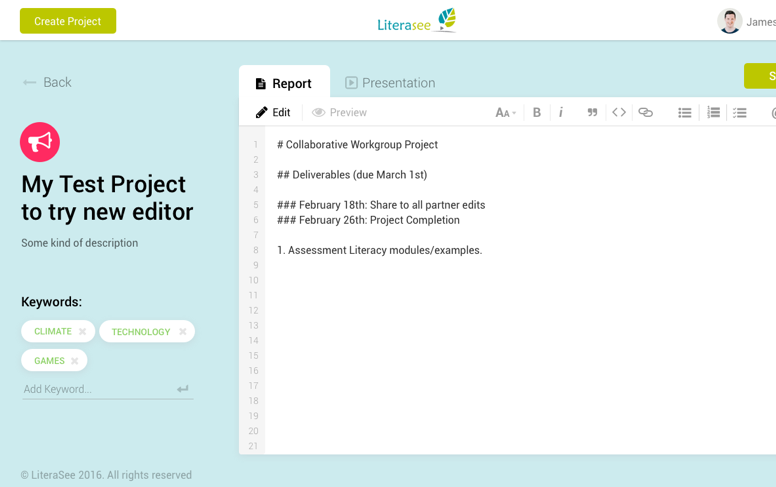 Create Project
Literasee
James
← Back
Report
Presentation
S
Edit
Preview
AA
B
i
1 # Collaborative Workgroup Project
2
3 ## Deliverables (due March 1st)
4
5 ### February 18th: Share to all partner edits
6 ### February 26th: Project Completion
7
8 1. Assessment Literacy modules/examples.
9
10
11
12
13
14
15
16
17
18
19
20
21
My Test Project
to try new editor
Some kind of description
Keywords:
CLIMATE ×
TECHNOLOGY ×
GAMES ×
Add Keyword...
© LiteraSee 2016. All rights reserved